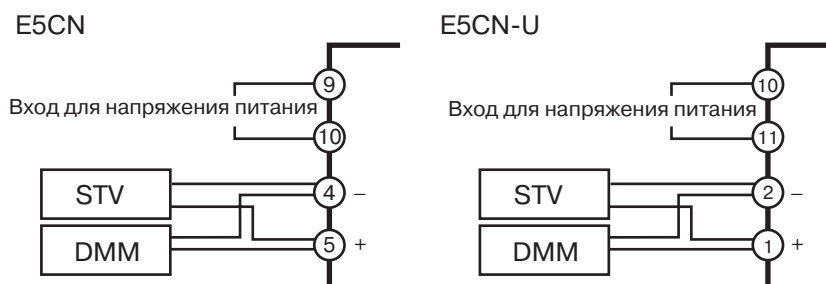 E5CN
9
Вход для напряжения питания
10
STV
4 –
DMM
5 +
E5CN-U
10
Вход для напряжения питания
11
STV
2 –
DMM
1 +